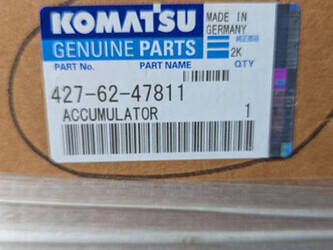 KOMATSU
MADE IN
GERMANY
GENUINE PARTS
2K
PART No.
PART NAME
QTY
427-62-47811
ACCUMULATOR
1